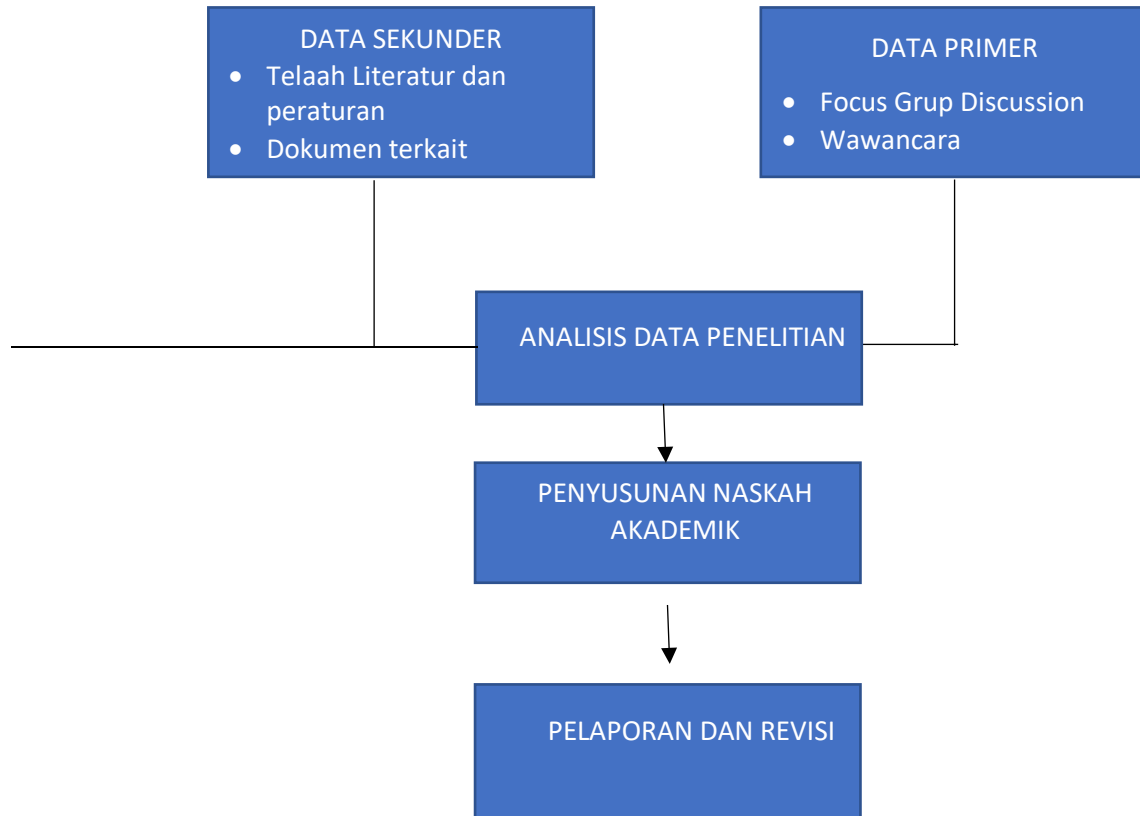 DATA SEKUNDER
• Telaah Literatur dan
peraturan
• Dokumen terkait
DATA PRIMER
• Focus Grup Discussion
• Wawancara
ANALISIS DATA PENELITIAN
PENYUSUNAN NASKAH
AKADEMIK
PELAPORAN DAN REVISI